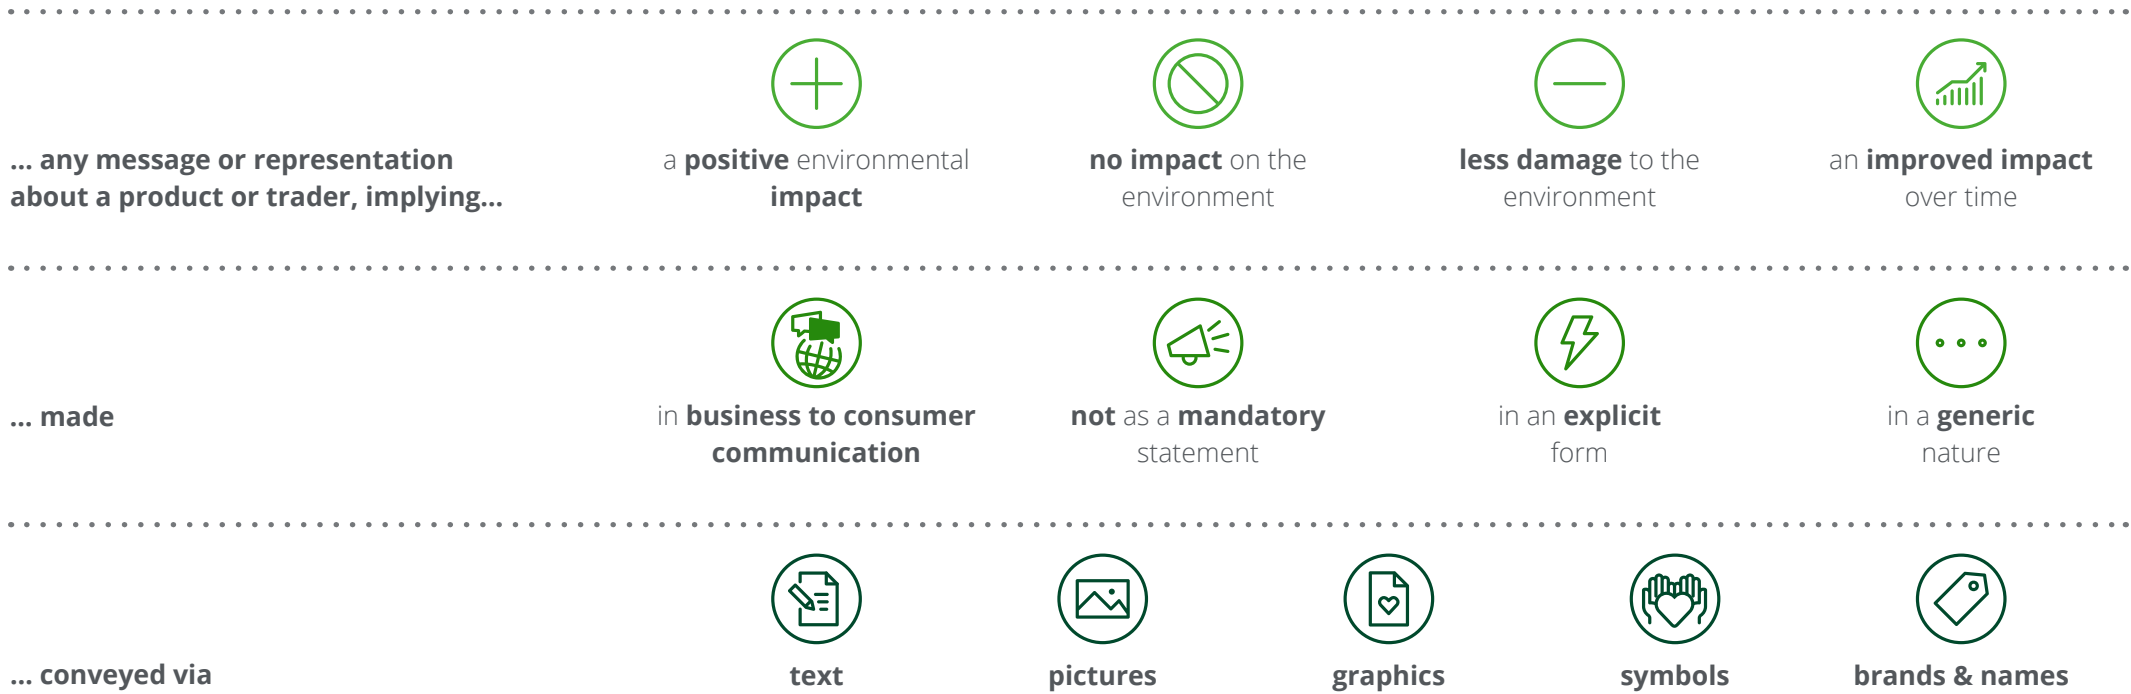 ... any message or representation
about a product or trader, implying...
a positive environmental
impact
no impact on the
environment
less damage to the
environment
an improved impact
over time
... made
in business to consumer
communication
not as a mandatory
statement
in an explicit
form
in a generic
nature
... conveyed via
text
pictures
graphics
symbols
brands & names